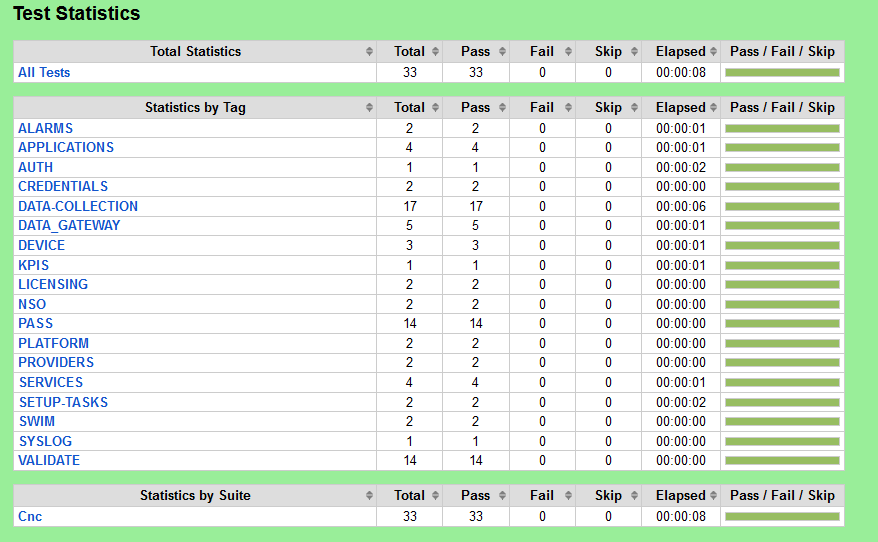 Test Statistics
Total Statistics Total Pass Fail Skip Elapsed Pass / Fail / Skip
All Tests 33 33 0 0 00:00:08
Statistics by Tag Total Pass Fail Skip Elapsed Pass / Fail / Skip
ALARMS 2 2 0 0 00:00:01
APPLICATIONS 4 4 0 0 00:00:01
AUTH 1 1 0 0 00:00:02
CREDENTIALS 2 2 0 0 00:00:00
DATA-COLLECTION 17 17 0 0 00:00:06
DATA_GATEWAY 5 5 0 0 00:00:01
DEVICE 3 3 0 0 00:00:01
KPIS 1 1 0 0 00:00:01
LICENSING 2 2 0 0 00:00:00
NSO 2 2 0 0 00:00:00
PASS 14 14 0 0 00:00:00
PLATFORM 2 2 0 0 00:00:00
PROVIDERS 2 2 0 0 00:00:00
SERVICES 4 4 0 0 00:00:01
SETUP-TASKS 2 2 0 0 00:00:02
SWIM 2 2 0 0 00:00:00
SYSLOG 1 1 0 0 00:00:00
VALIDATE 14 14 0 0 00:00:00
Statistics by Suite Total Pass Fail Skip Elapsed Pass / Fail / Skip
Cnc 33 33 0 0 00:00:08